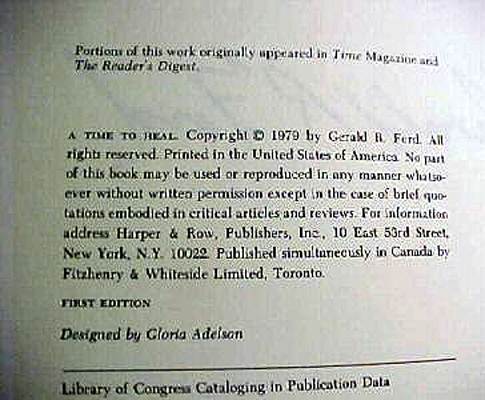 Portions of this work originally appeared in Time Magazine and
The Reader's Digest.
A TIME TO HEAL. Copyright © 1979 by Gerald R. Ford. All
rights reserved. Printed in the United States of America. No part
of this book may be used or reproduced in any manner whatso-
ever without written permission except in the case of brief quo-
tations embodied in critical articles and reviews. For information
address Harper & Row, Publishers, Inc., 10 East 53rd Street,
New York, N.Y. 10022. Published simultaneously in Canada by
Fitzhenry & Whiteside Limited, Toronto.
FIRST EDITION
Designed by Gloria Adelson
Library of Congress Cataloging in Publication Data